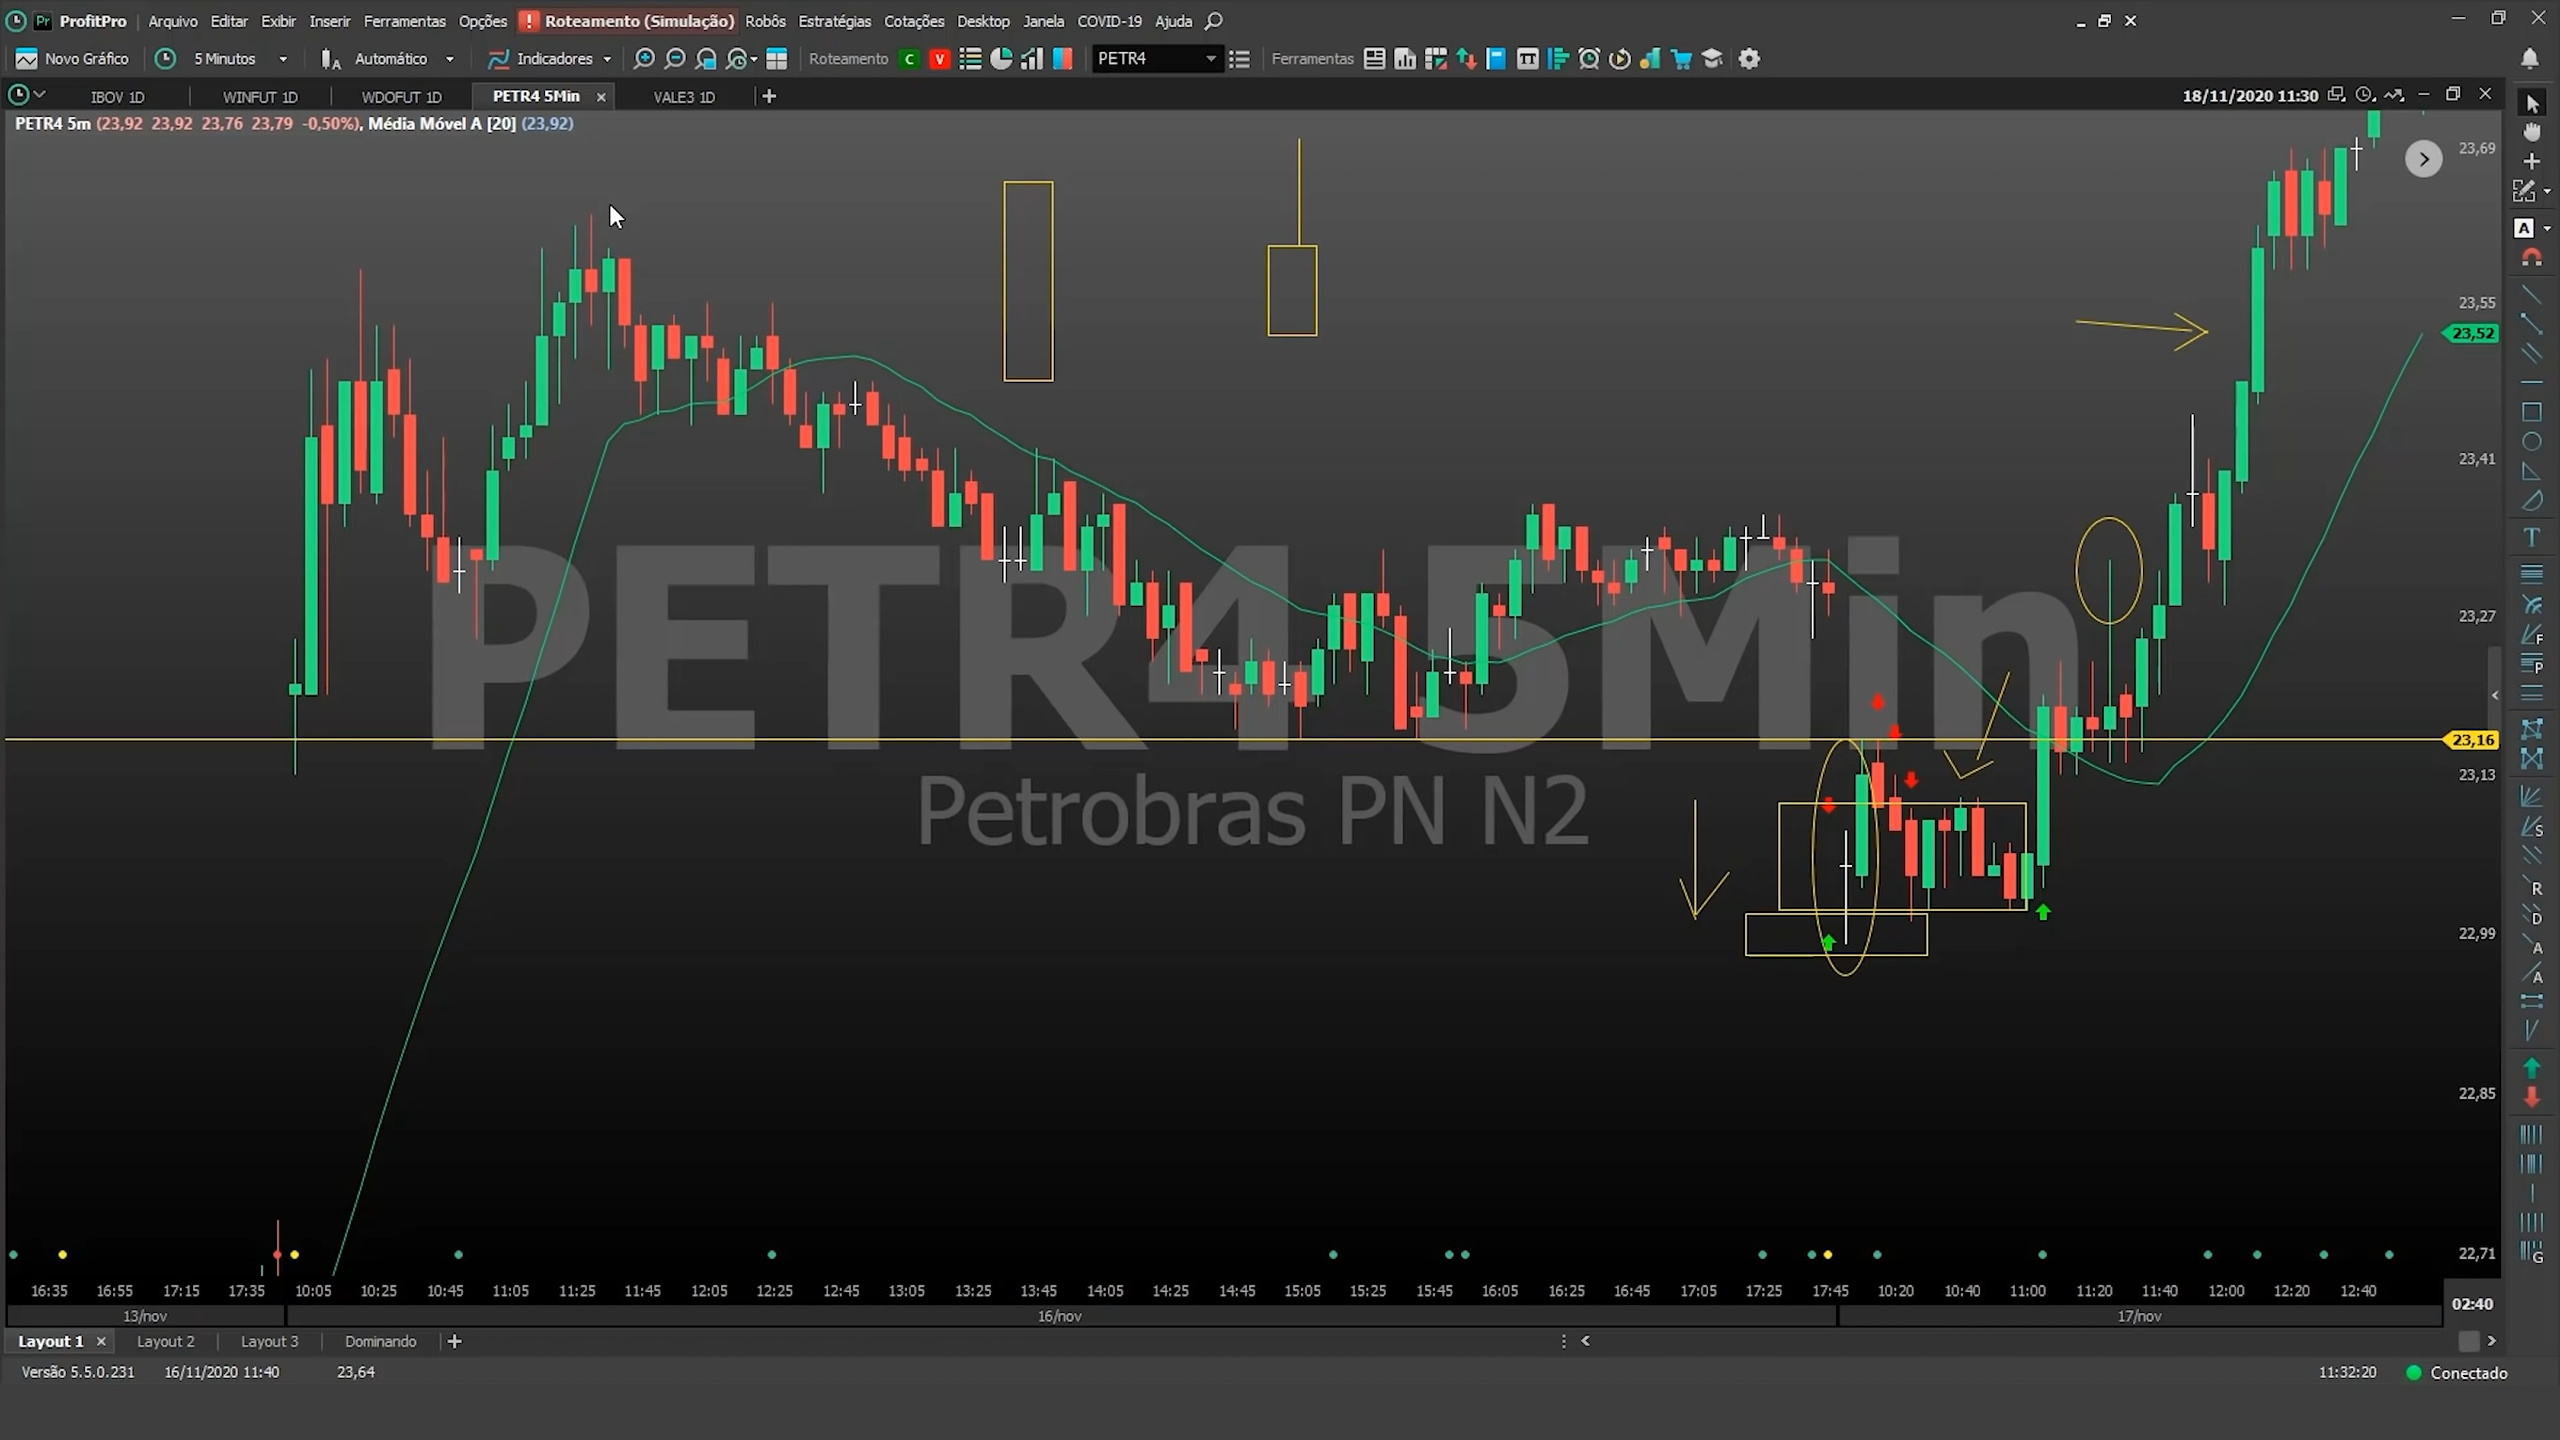 ProfitPro Arquivo Editar Exibir Inserir Ferramentas Opções Roteamento (Simulação) Robôs Estratégias Cotações Desktop Janela COVID-19 Ajuda
Novo Gráfico 5 Minutos Automático Indicadores Roteamento C V PETR4 Ferramentas
IBOV 1D WINFUT 1D WDOFUT 1D PETR4 5Min VALE3 1D 18/11/2020 11:30
PETR4 5m (23,92 23,92 23,76 23,79 -0,50%), Média Móvel A [20] (23,92)
23,69
23,55
23,52
23,41
23,27
23,16
23,13
22,99
22,85
22,71
PETR4 5Min
Petrobras PN N2
16:35 16:55 17:15 17:35 10:05 10:25 10:45 11:05 11:25 11:45 12:05 12:25 12:45 13:05 13:25 13:45 14:05 14:25 14:45 15:05 15:25 15:45 16:05 16:25 16:45 17:05 17:25 17:45 10:20 10:40 11:00 11:20 11:40 12:00 12:20 12:40
02:40
13/nov 16/nov 17/nov
Layout 1 Layout 2 Layout 3 Dominando
Versão 5.5.0.231 16/11/2020 11:40 23,64 11:32:20 Conectado